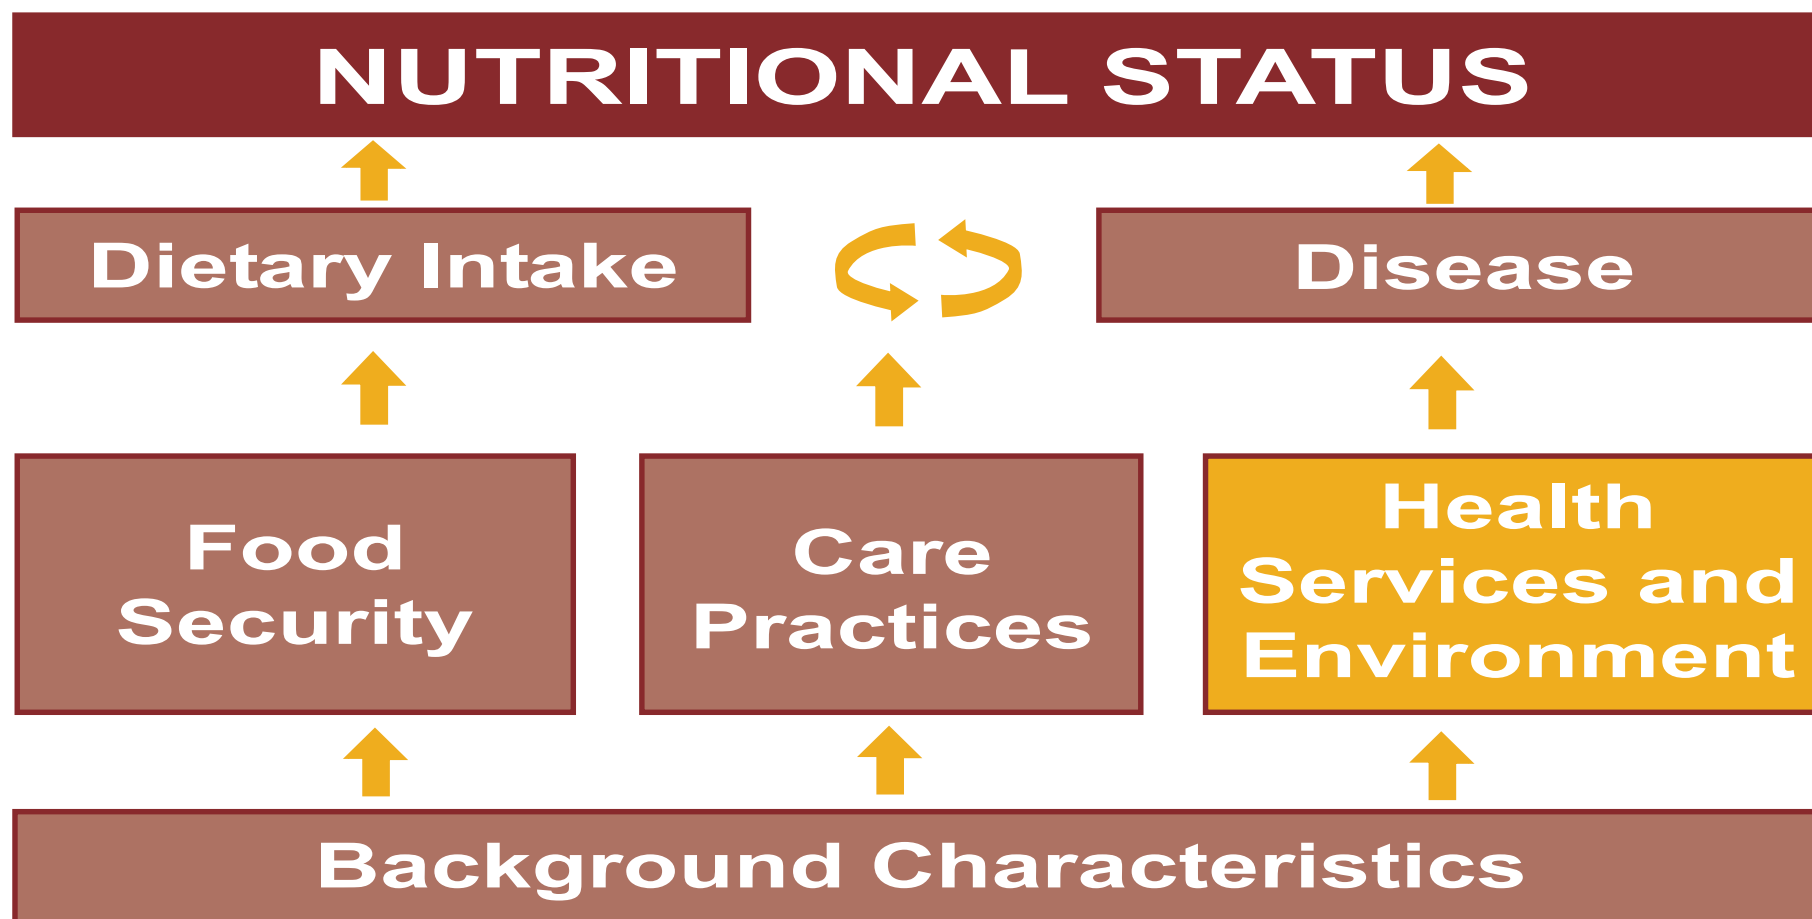 NUTRITIONAL STATUS
Dietary Intake
Disease
Food
Security
Care
Practices
Health
Services and
Environment
Background Characteristics